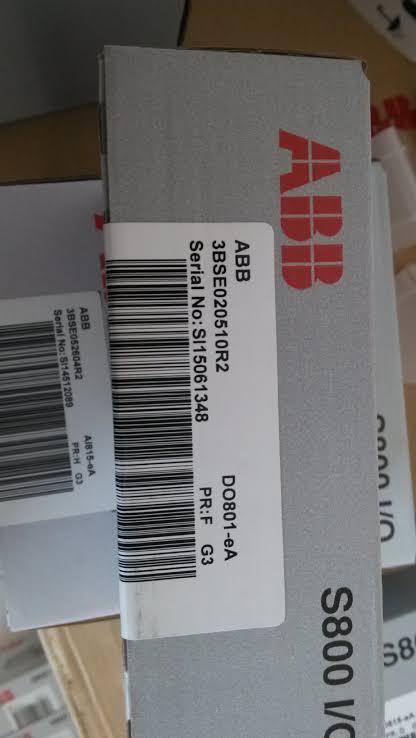 ABB
ABB
3BSE020510R2 DO801-eA
Serial No: SI15061348 PR:F G3
S800 I/O
ABB
3BSE052604R2 AI815-eA
Serial No:SI14512089 PR:H G3
S800 I/O